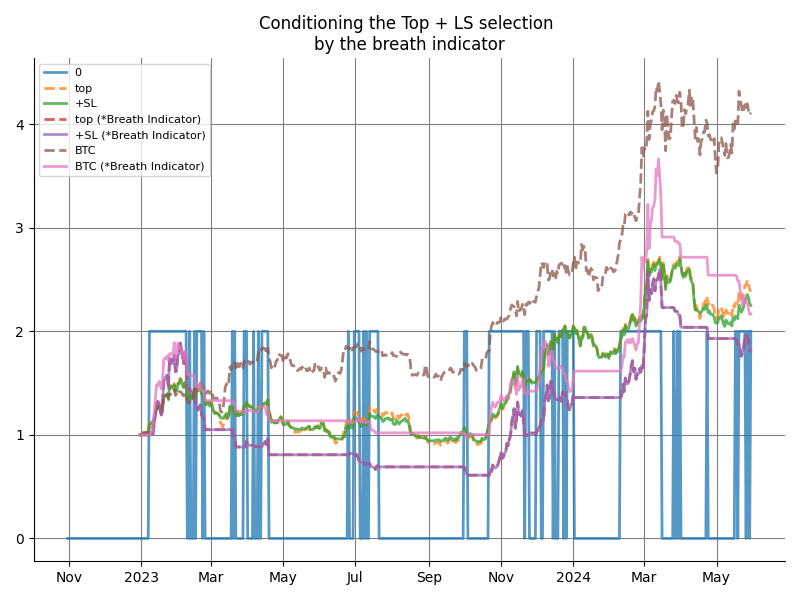 Conditioning the Top + LS selection
by the breath indicator
0
top
+SL
top (*Breath Indicator)
+SL (*Breath Indicator)
BTC
BTC (*Breath Indicator)
4
3
2
1
0
Nov
2023
Mar
May
Jul
Sep
Nov
2024
Mar
May